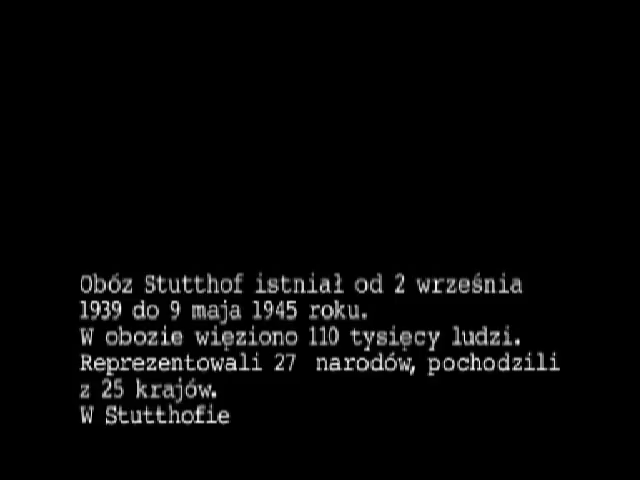 Obóz Stutthof istniał od 2 września
1939 do 9 maja 1945 roku.
W obozie więziono 110 tysięcy ludzi.
Reprezentowali 27 narodów, pochodzili
z 25 krajów.
W Stutthofie